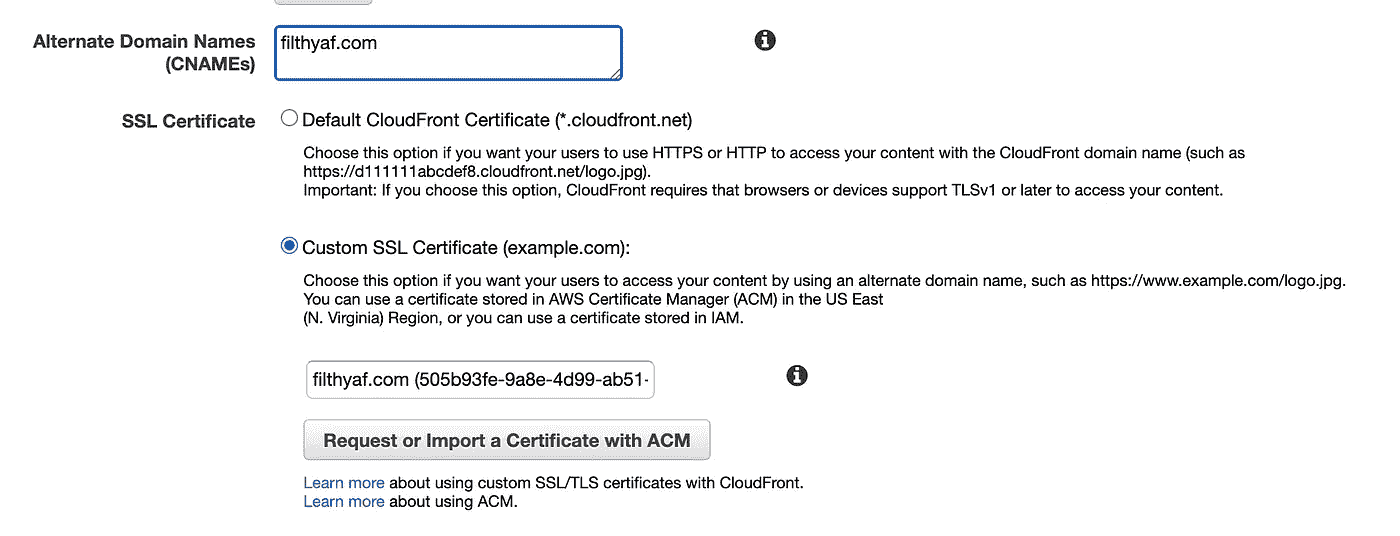 Alternate Domain Names
(CNAMEs)
filthyaf.com
SSL Certificate
Default CloudFront Certificate (*.cloudfront.net)
Choose this option if you want your users to use HTTPS or HTTP to access your content with the CloudFront domain name (such as
https://d111111abcdef8.cloudfront.net/logo.jpg).
Important: If you choose this option, CloudFront requires that browsers or devices support TLSv1 or later to access your content.
Custom SSL Certificate (example.com):
Choose this option if you want your users to access your content by using an alternate domain name, such as https://www.example.com/logo.jpg.
You can use a certificate stored in AWS Certificate Manager (ACM) in the US East
(N. Virginia) Region, or you can use a certificate stored in IAM.
filthyaf.com (505b93fe-9a8e-4d99-ab51-
Request or Import a Certificate with ACM
Learn more about using custom SSL/TLS certificates with CloudFront.
Learn more about using ACM.